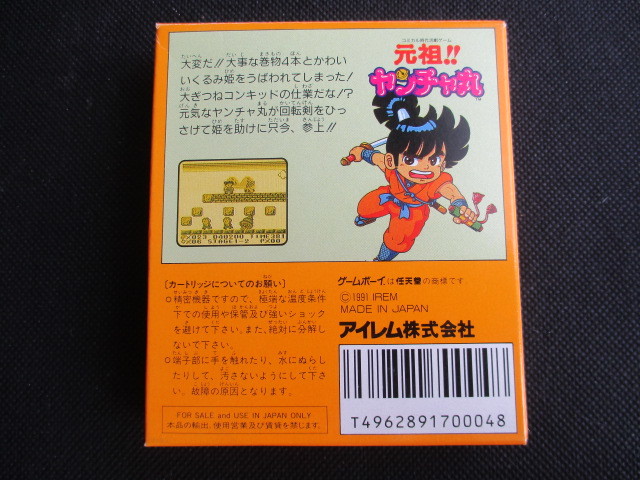 大変だ!!大事な巻物4本とかわい
いくるみ姫をうばわれてしまった!
大ぎつねコンキッドの仕業だな!?
元気なヤンチャ丸が回転剣をひっ
さげて姫を助けに只今、参上!!
コミカル時代活劇ゲーム
元祖!!
ヤンチャ丸
TM
[カートリッジについてのお願い]
○精密機器ですので、極端な温度条件
下での使用や保管及び強いショック
を避けて下さい。また、絶対に分解し
ないで下さい。
○端子部に手を触れたり、水にぬらし
たりして、汚さないようにして下さ
い。故障の原因となります。
FOR SALE and USE IN JAPAN ONLY
本品の輸出、使用営業及び賃貸を禁じます。
ゲームボーイは任天堂の商標です
©1991 IREM
MADE IN JAPAN
アイレム株式会社
T4962891700048